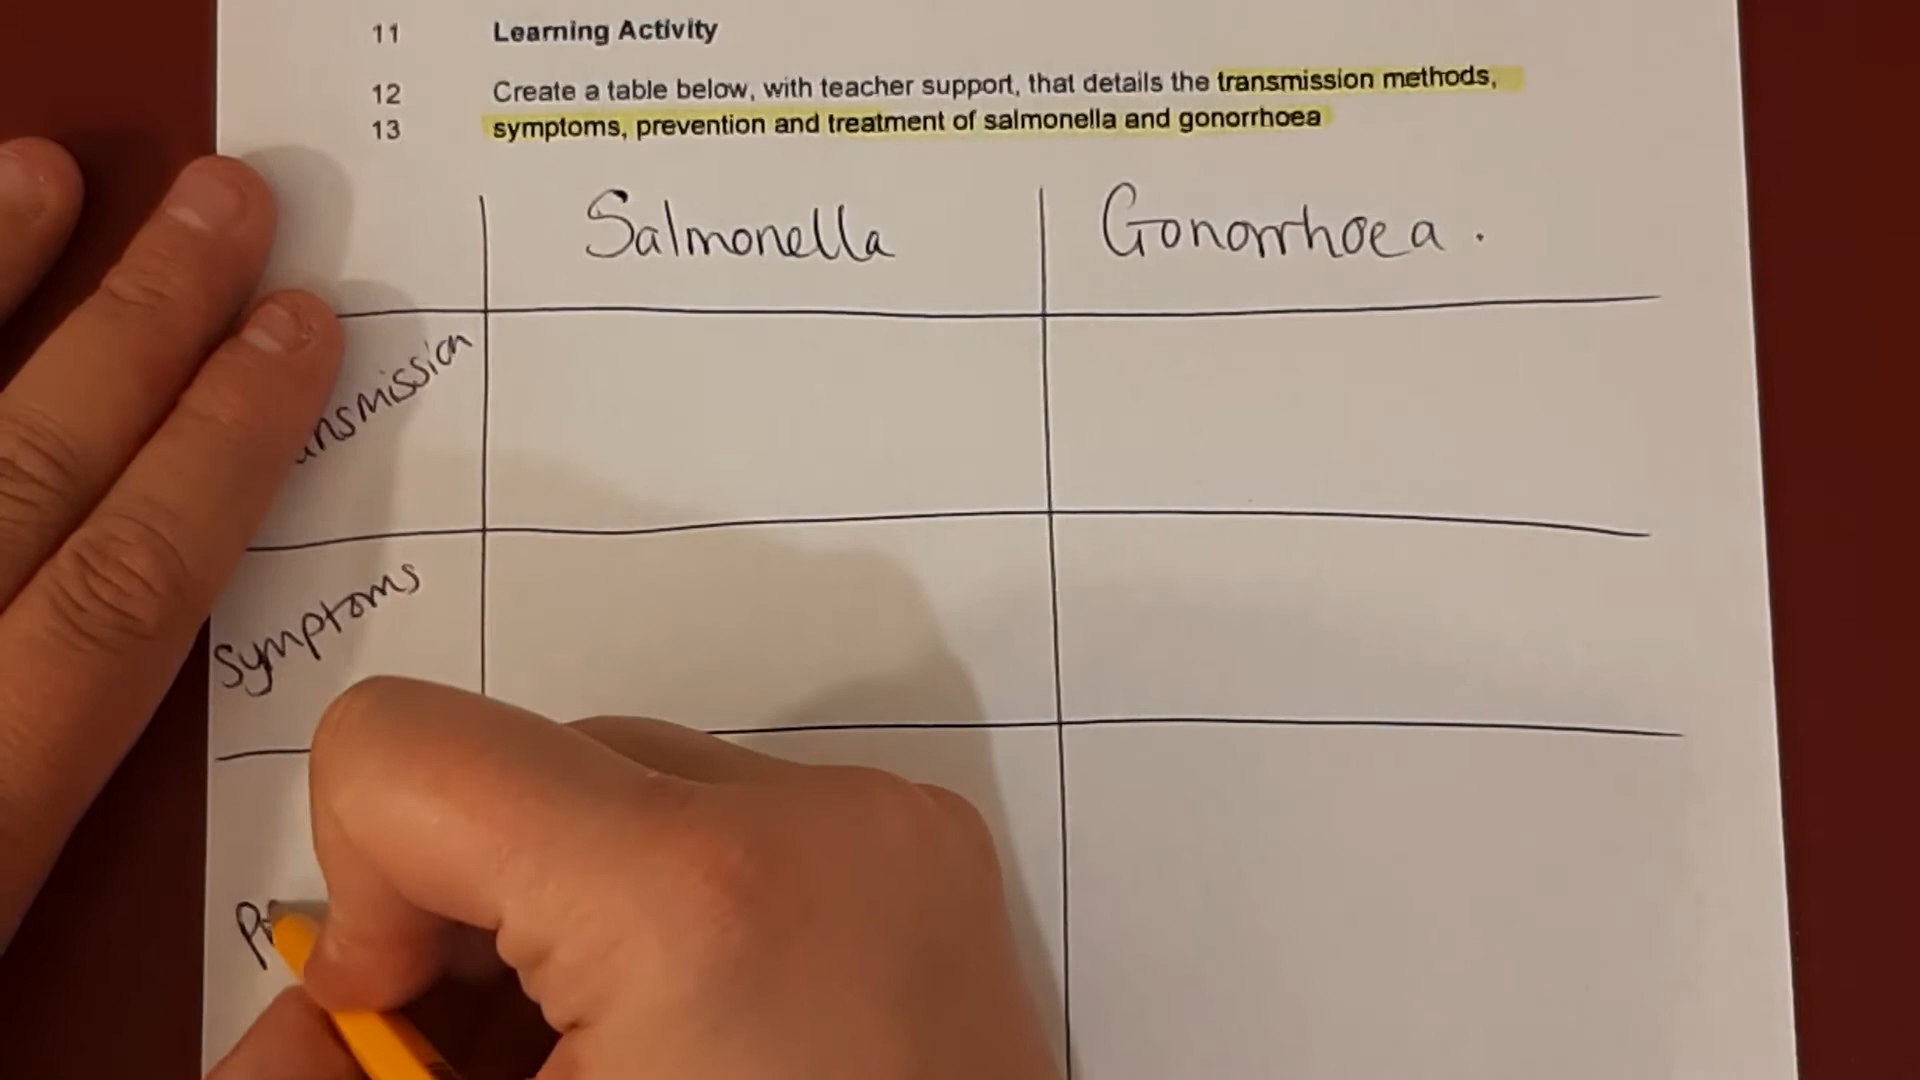 11 Learning Activity
12 Create a table below, with teacher support, that details the transmission methods,
13 symptoms, prevention and treatment of salmonella and gonorrhoea
Salmonella Gonorrhoea.
Symptoms